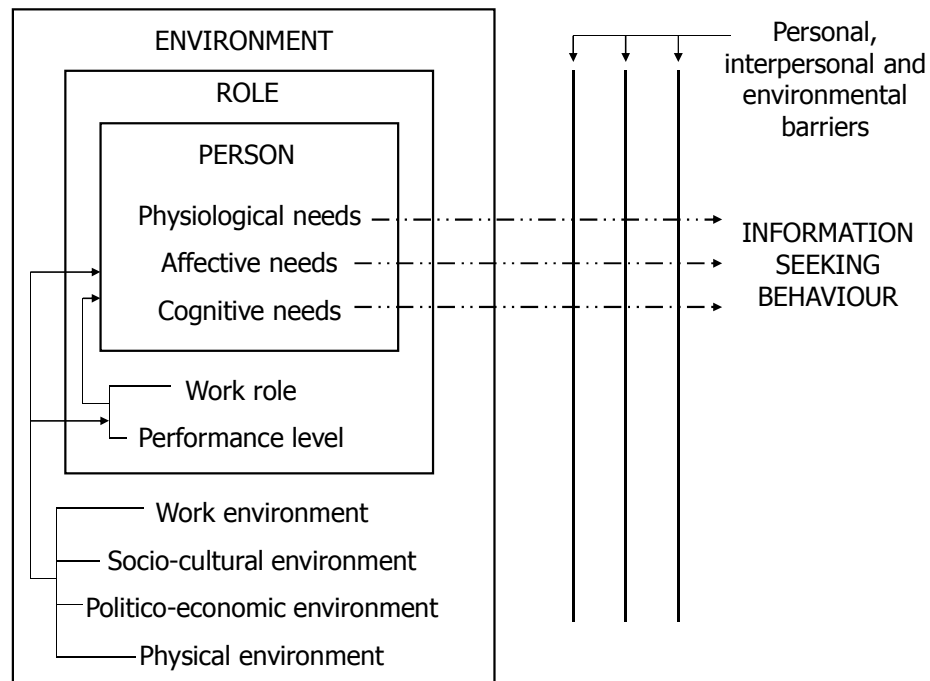 ENVIRONMENT
ROLE
PERSON
Physiological needs
Affective needs
Cognitive needs
Work role
Performance level
Work environment
Socio-cultural environment
Politico-economic environment
Physical environment
Personal,
interpersonal and
environmental
barriers
INFORMATION
SEEKING
BEHAVIOUR